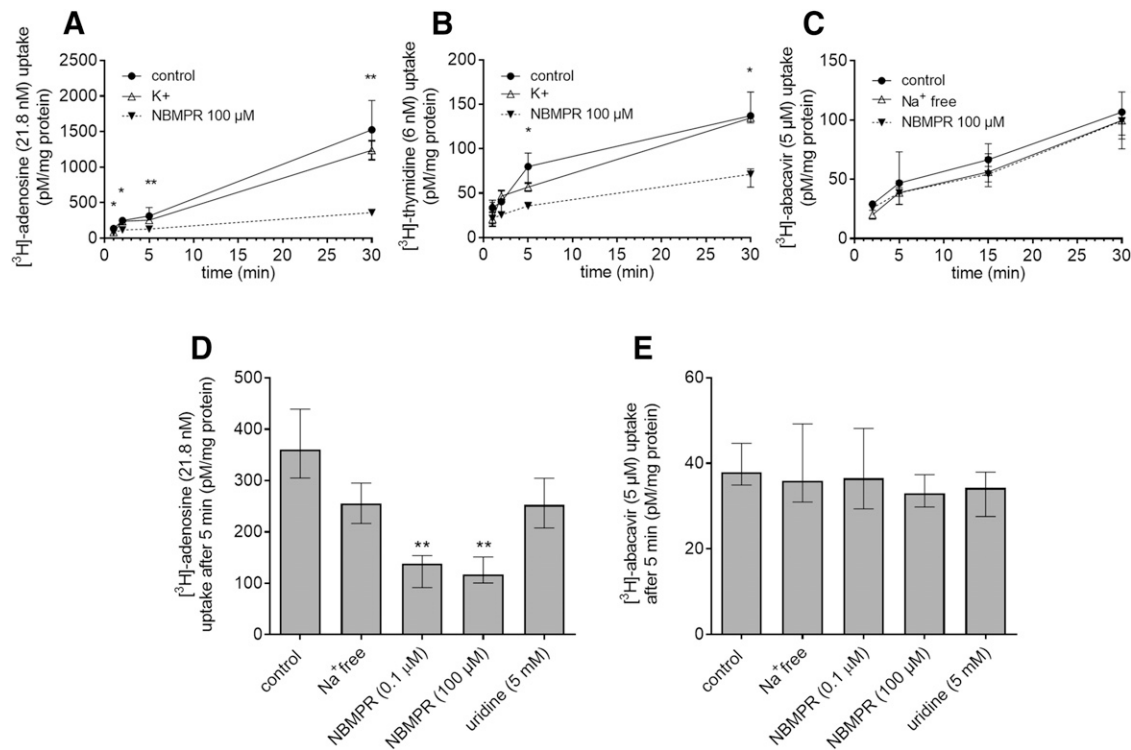 A
[³H]-adenosine (21.8 nM) uptake
(pM/mg protein)
2500
2000
1500
1000
500
0
control
K+
NBMPR 100 µM
*
*
**
**
0 5 10 15 20 25 30
time (min)
B
[³H]-thymidine (6 nM) uptake
(pM/mg protein)
200
150
100
50
0
control
K+
NBMPR 100 µM
*
*
0 5 10 15 20 25 30
time (min)
C
[³H]-abacavir (5 µM) uptake
(pM/mg protein)
150
100
50
0
control
Na⁺ free
NBMPR 100 µM
0 5 10 15 20 25 30
time (min)
D
[³H]-adenosine (21.8 nM)
uptake after 5 min (pM/mg protein)
500
400
300
200
100
0
**
**
control
Na⁺free
NBMPR (0.1 µM)
NBMPR (100 µM)
uridine (5 mM)
E
[³H]-abacavir (5 µM) uptake
after 5 min (pM/mg protein)
60
40
20
0
control
Na⁺free
NBMPR (0.1 µM)
NBMPR (100 µM)
uridine (5 mM)